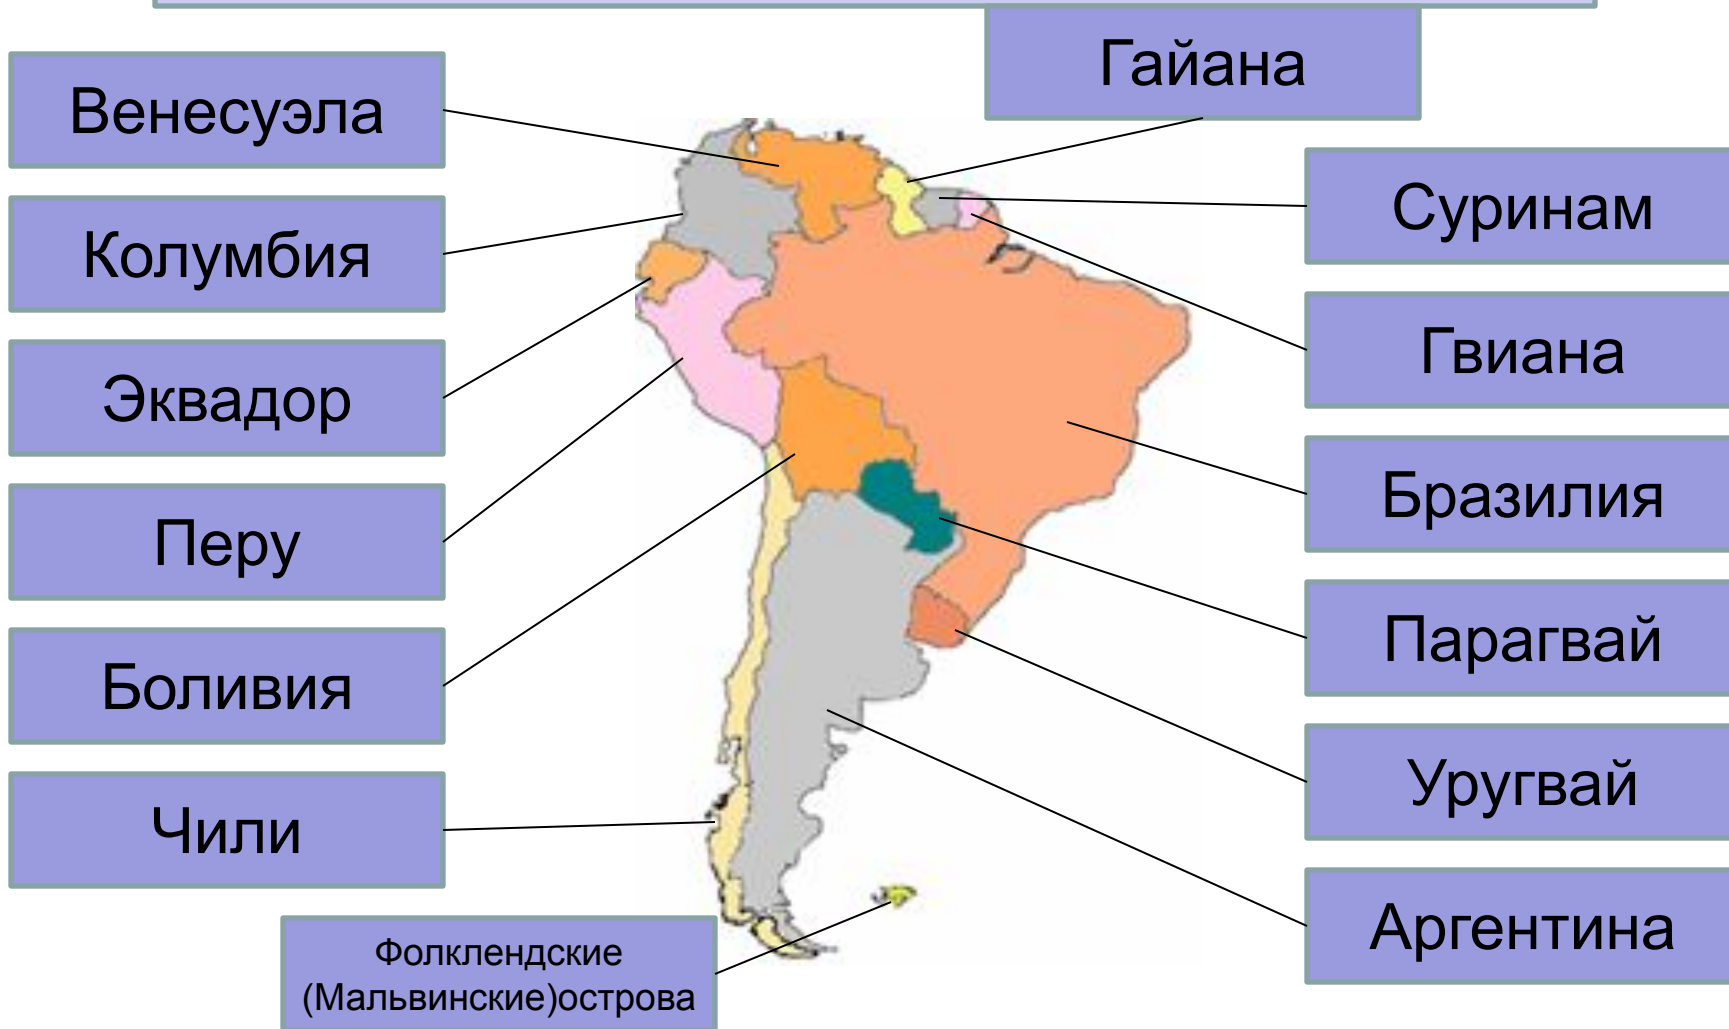 Гайана
Венесуэла
Колумбия
Эквадор
Перу
Боливия
Чили
Фолклендские
(Мальвинские)острова
Суринам
Гвиана
Бразилия
Парагвай
Уругвай
Аргентина